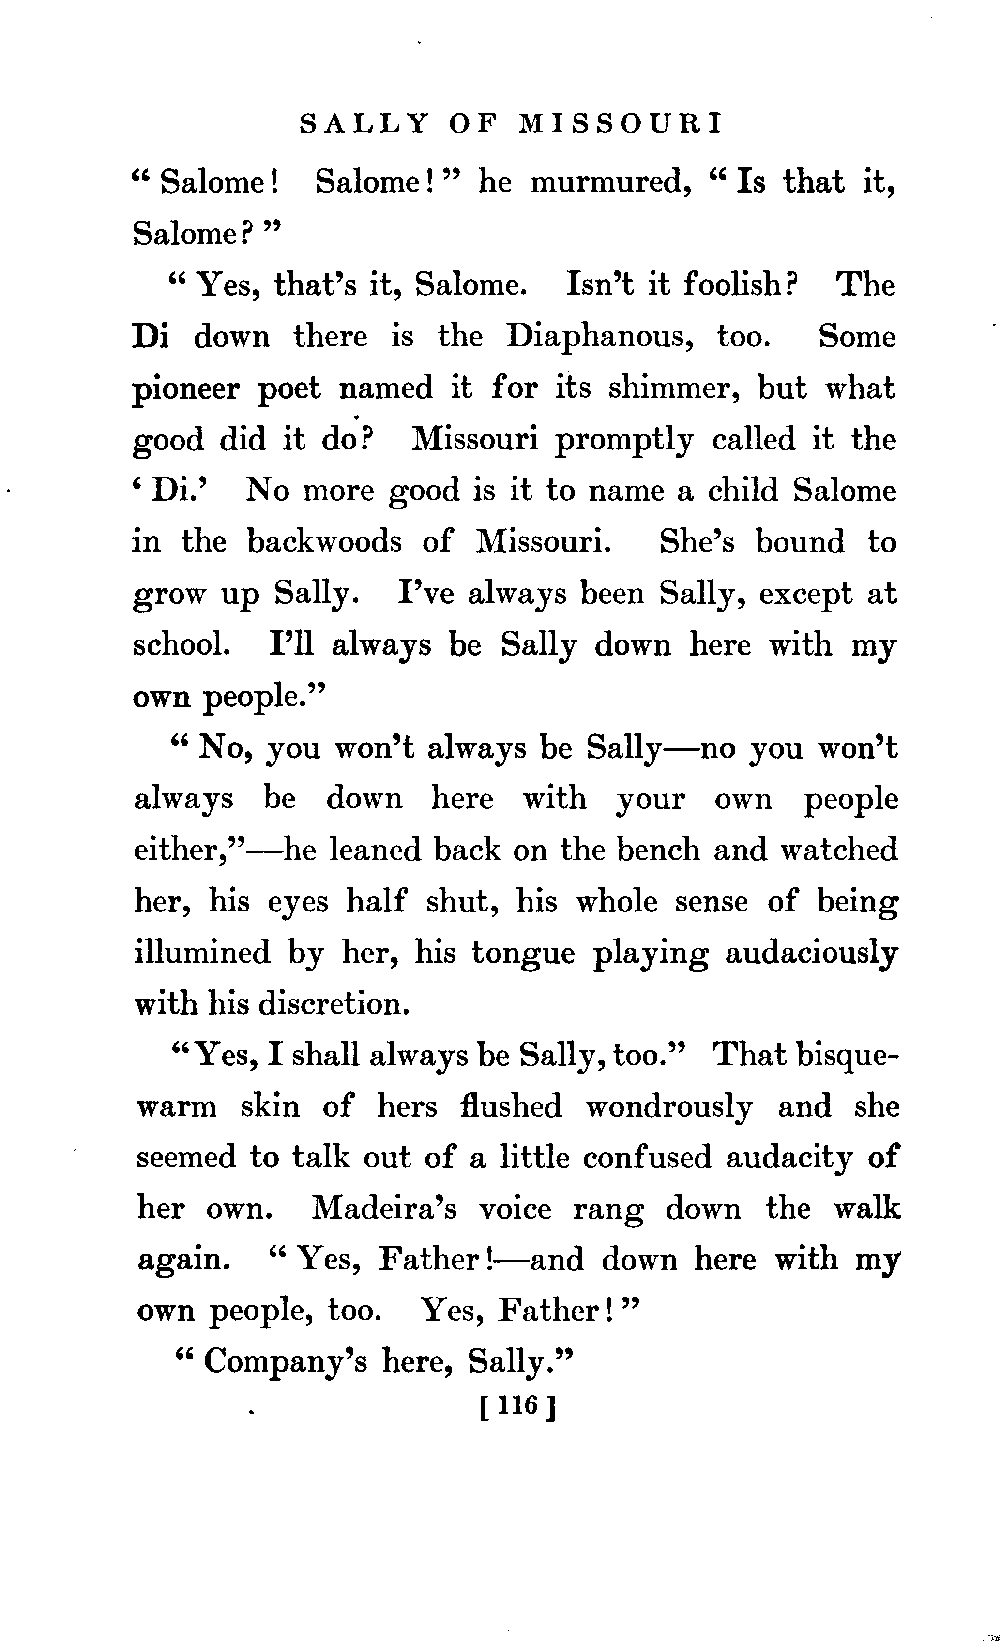 SALLY OF MISSOURI
“ Salome! Salome! ” he murmured, “ Is that it,
Salome? ”
“ Yes, that’s it, Salome. Isn’t it foolish? The
Di down there is the Diaphanous, too. Some
pioneer poet named it for its shimmer, but what
good did it do? Missouri promptly called it the
‘ Di.’ No more good is it to name a child Salome
in the backwoods of Missouri. She’s bound to
grow up Sally. I’ve always been Sally, except at
school. I’ll always be Sally down here with my
own people.”
“ No, you won’t always be Sally—no you won’t
always be down here with your own people
either,”—he leaned back on the bench and watched
her, his eyes half shut, his whole sense of being
illumined by her, his tongue playing audaciously
with his discretion.
“ Yes, I shall always be Sally, too.” That bisque-
warm skin of hers flushed wondrously and she
seemed to talk out of a little confused audacity of
her own. Madeira’s voice rang down the walk
again. “ Yes, Father!—and down here with my
own people, too. Yes, Father! ”
“ Company’s here, Sally.”
[ 116 ]